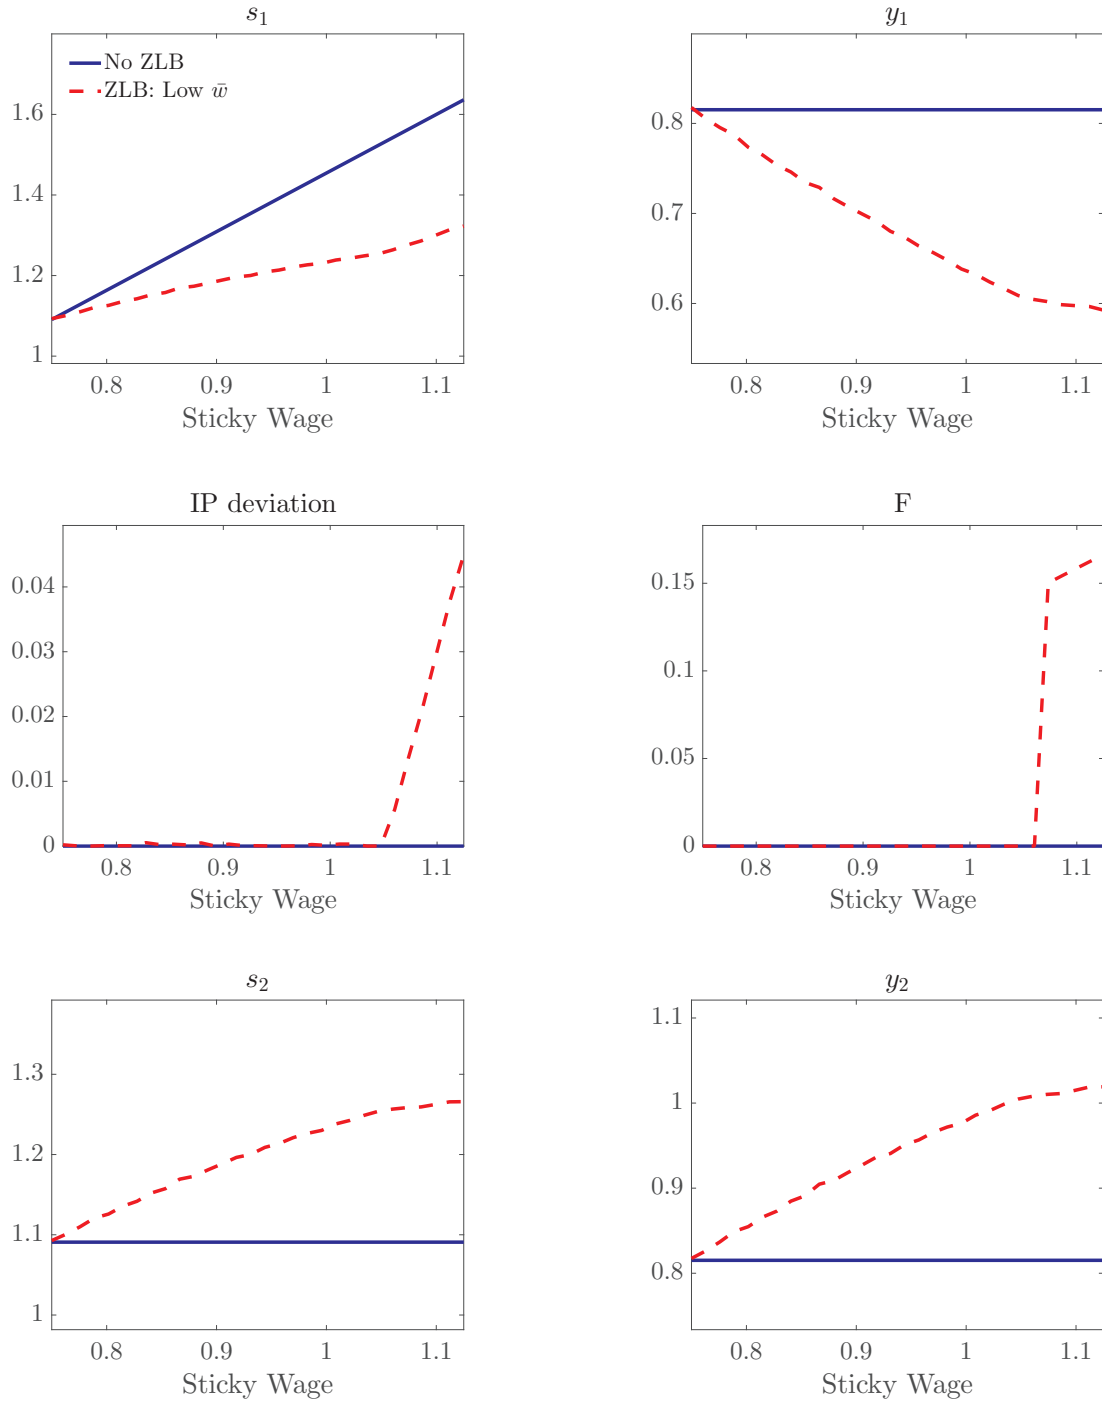 s₁
1.6
1.4
1.2
1
No ZLB
ZLB: Low w̄
0.8 0.9 1 1.1
Sticky Wage
y₁
0.8
0.7
0.6
0.8 0.9 1 1.1
Sticky Wage
IP deviation
0.04
0.03
0.02
0.01
0
0.8 0.9 1 1.1
Sticky Wage
F
0.15
0.1
0.05
0
0.8 0.9 1 1.1
Sticky Wage
s₂
1.3
1.2
1.1
1
0.8 0.9 1 1.1
Sticky Wage
y₂
1.1
1
0.9
0.8
0.8 0.9 1 1.1
Sticky Wage